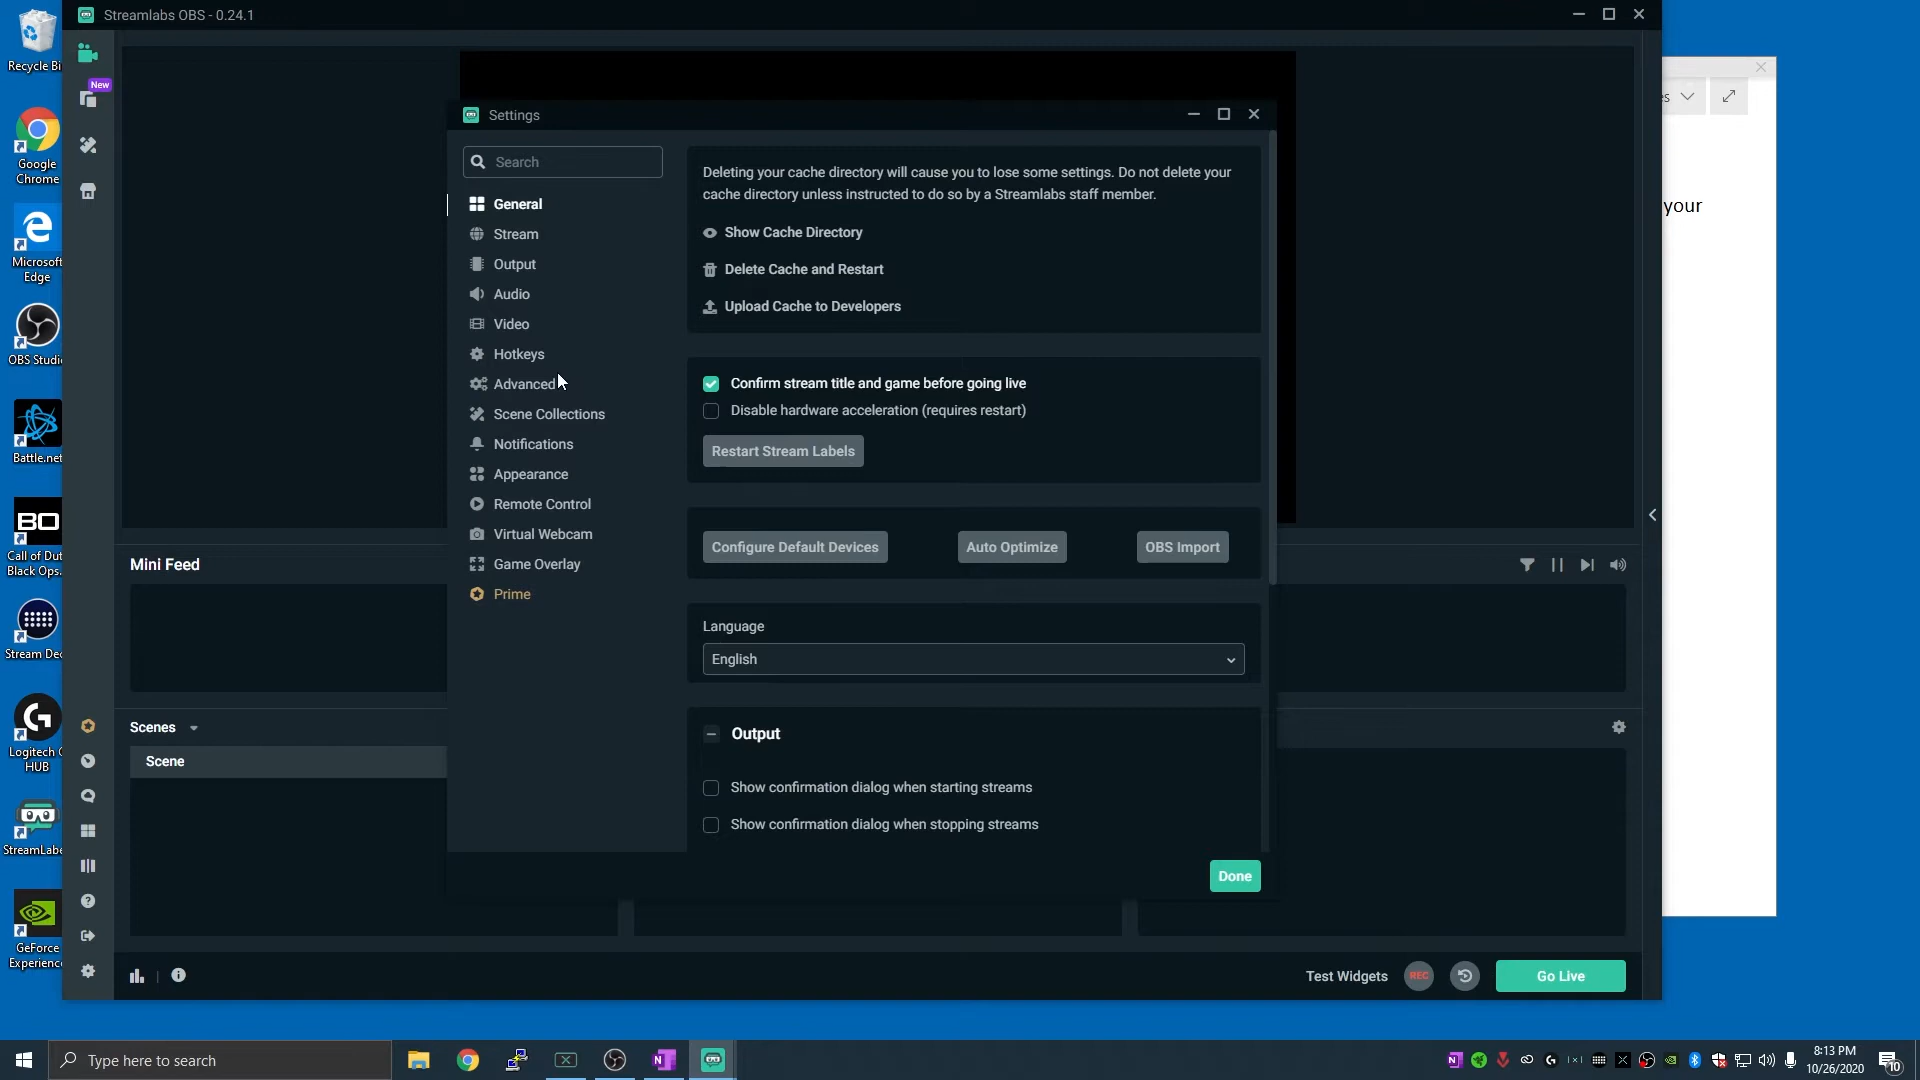 Streamlabs OBS - 0.24.1
Recycle Bi
New
Google
Chrome
Microsoft
Edge
OBS Studi
Battle.net
BO
Call of Dut
Black Ops.
Stream De
Logitech G
HUB
StreamLab
GeForce
Experience
es
your
Settings
Search
General
Stream
Output
Audio
Video
Hotkeys
Advanced
Scene Collections
Notifications
Appearance
Remote Control
Virtual Webcam
Game Overlay
Prime
Deleting your cache directory will cause you to lose some settings. Do not delete your
cache directory unless instructed to do so by a Streamlabs staff member.
Show Cache Directory
Delete Cache and Restart
Upload Cache to Developers
Confirm stream title and game before going live
Disable hardware acceleration (requires restart)
Restart Stream Labels
Configure Default Devices
Auto Optimize
OBS Import
Language
English
Output
Show confirmation dialog when starting streams
Show confirmation dialog when stopping streams
Done
Mini Feed
Scenes
Scene
Test Widgets
REC
Go Live
Type here to search
8:13 PM
10/26/2020
10